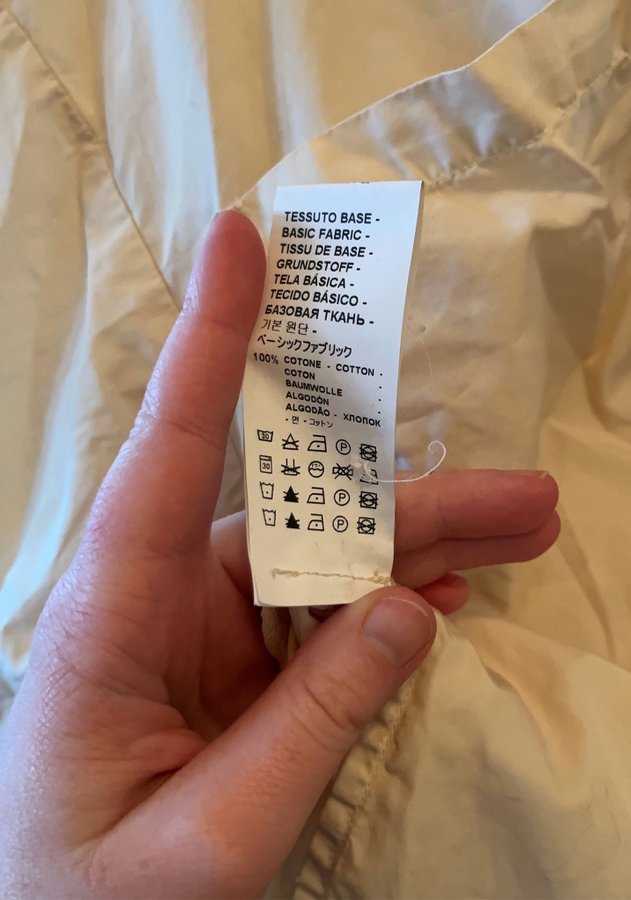 TESSUTO BASE -
BASIC FABRIC -
TISSU DE BASE -
GRUNDSTOFF -
TELA BÁSICA -
TECIDO BÁSICO -
БАЗОВАЯ ТКАНЬ -
기본 원단 -
ベーシックファブリック
100% COTONE - COTTON -
COTON -
BAUMWOLLE -
ALGODÓN -
ALGODÃO - ХЛОПОК
- 면 - コットン
30 P
30
P
P